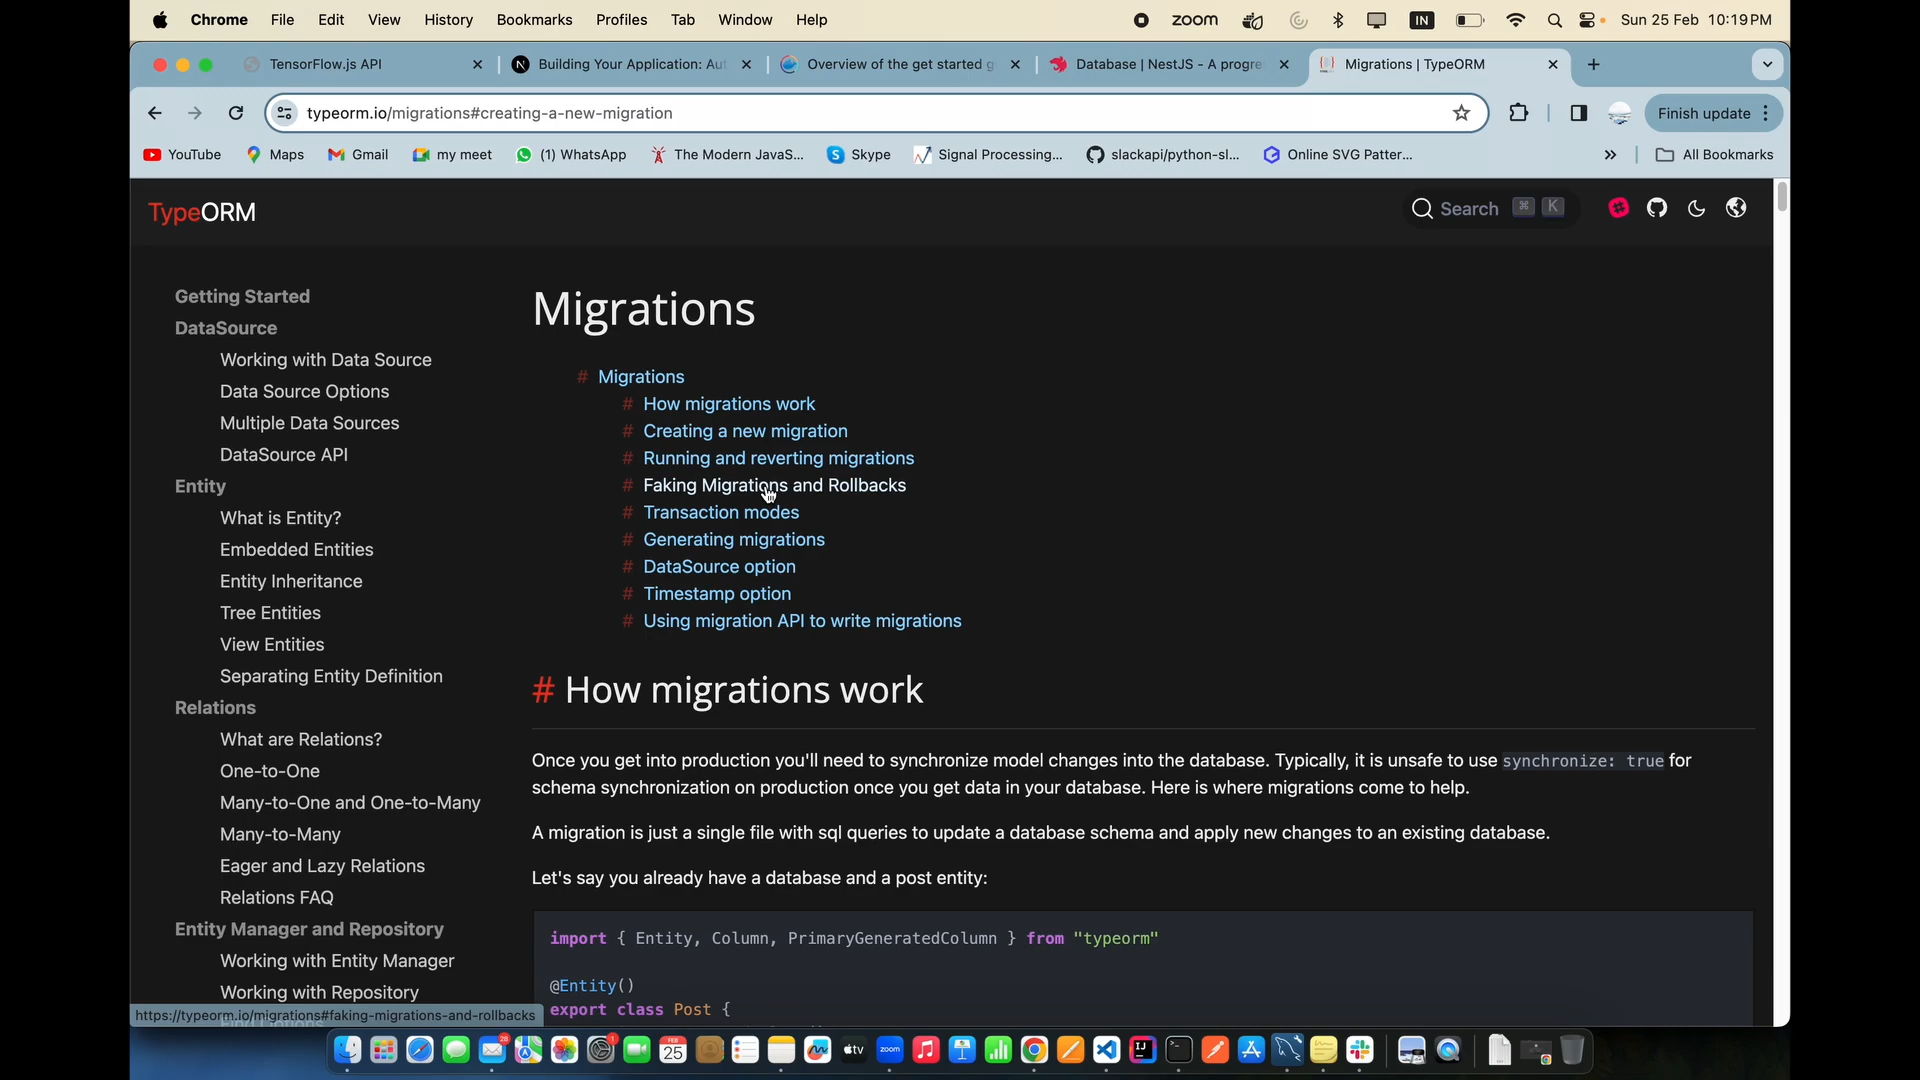 Chrome File Edit View History Bookmarks Profiles Tab Window Help zoom IN Sun 25 Feb 10:19 PM
TensorFlow.js API Building Your Application: Au Overview of the get started g Database | NestJS - A progre Migrations | TypeORM
typeorm.io/migrations#creating-a-new-migration Finish update
YouTube Maps Gmail my meet (1) WhatsApp The Modern JavaS... Skype Signal Processing... slackapi/python-sl... Online SVG Patter... » All Bookmarks
TypeORM Search ⌘ K
Getting Started
DataSource
Working with Data Source
Data Source Options
Multiple Data Sources
DataSource API
Entity
What is Entity?
Embedded Entities
Entity Inheritance
Tree Entities
View Entities
Separating Entity Definition
Relations
What are Relations?
One-to-One
Many-to-One and One-to-Many
Many-to-Many
Eager and Lazy Relations
Relations FAQ
Entity Manager and Repository
Working with Entity Manager
Working with Repository
Migrations
# Migrations
# How migrations work
# Creating a new migration
# Running and reverting migrations
# Faking Migrations and Rollbacks
# Transaction modes
# Generating migrations
# DataSource option
# Timestamp option
# Using migration API to write migrations
# How migrations work
Once you get into production you'll need to synchronize model changes into the database. Typically, it is unsafe to use synchronize: true for
schema synchronization on production once you get data in your database. Here is where migrations come to help.
A migration is just a single file with sql queries to update a database schema and apply new changes to an existing database.
Let's say you already have a database and a post entity:
import { Entity, Column, PrimaryGeneratedColumn } from "typeorm"
@Entity()
export class Post {
https://typeorm.io/migrations#faking-migrations-and-rollbacks
28 1 FEB 25 tv zoom IJ